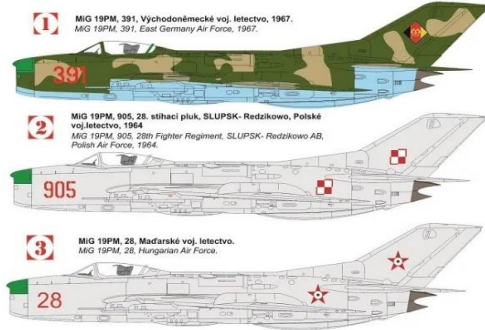 1
MiG 19PM, 391, Východoněmecké voj. letectvo, 1967.
MiG 19PM, 391, East Germany Air Force, 1967.
391
2
MiG 19PM, 905, 28. stíhací pluk, SLUPSK- Redzikowo, Polské
voj.letectvo, 1964
MiG 19PM, 905, 28th Fighter Regiment, SLUPSK- Redzikowo AB,
Polish Air Force, 1964.
905
3
MiG 19PM, 28, Maďarské voj. letectvo.
MiG 19PM, 28, Hungarian Air Force.
28